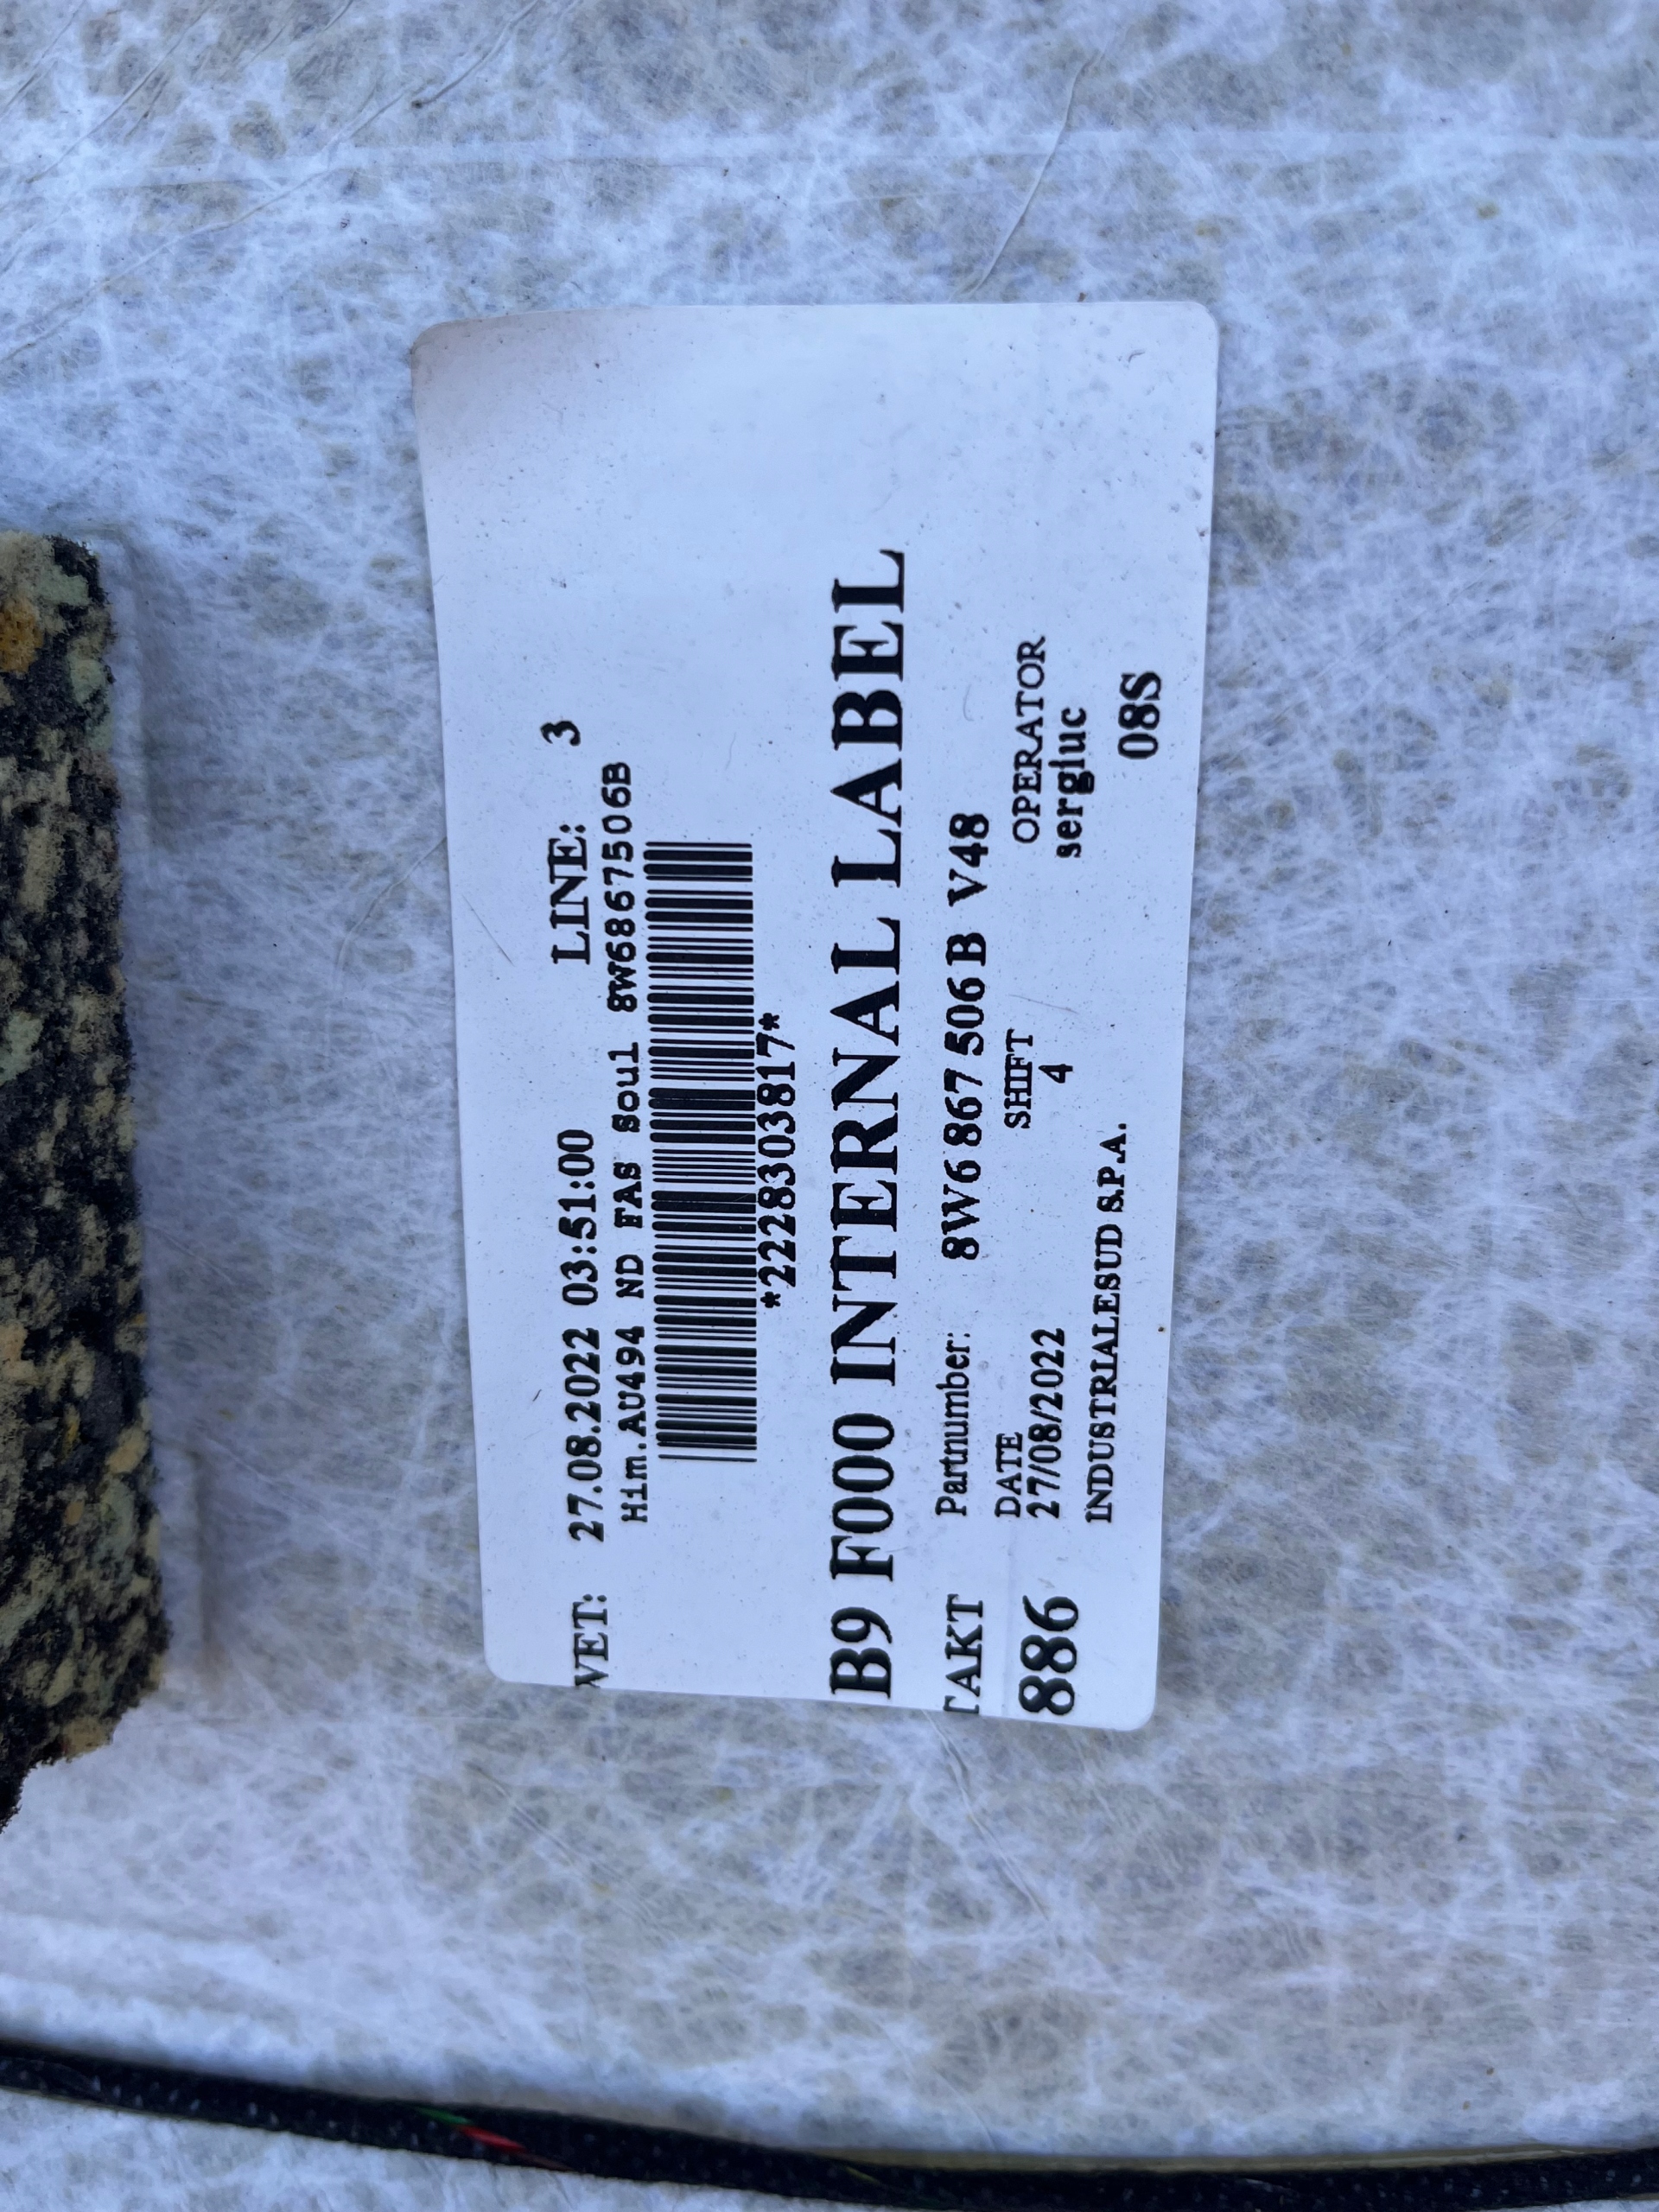 VET: 27.08.2022 03:51:00 LINE: 3
Him.AU494 ND FAS Soul 8W6867506B
*2228303817*
B9 F000 INTERNAL LABEL
TAKT Partnumber: 8W6 867 506 B V48
DATE SHIFT OPERATOR
886 27/08/2022 4 sergiuc
INDUSTRIALESUD S.P.A. 08S